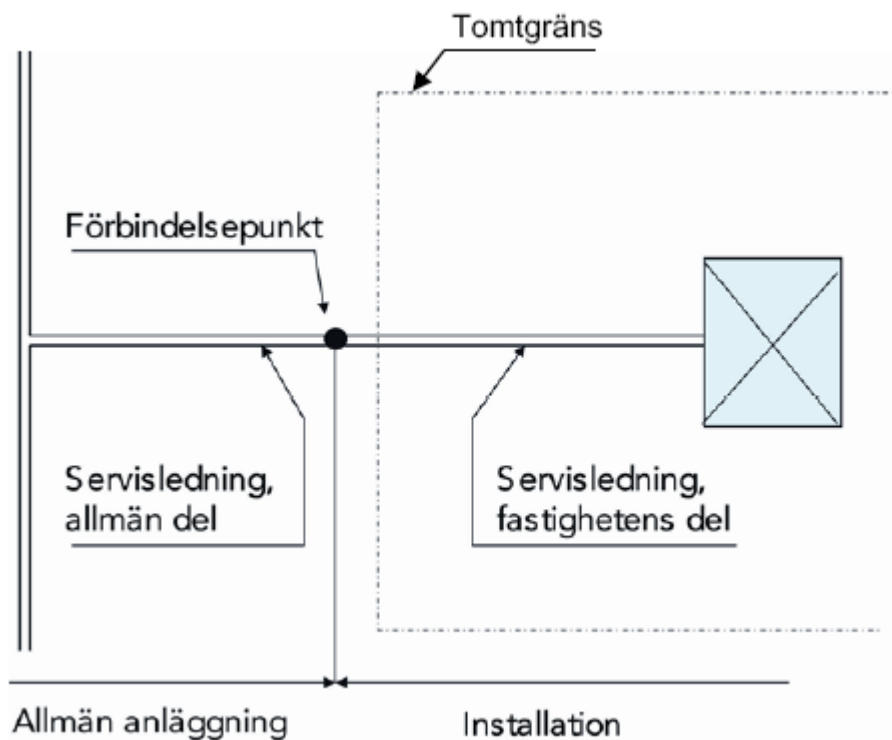 Tomtgräns
Förbindelsepunkt
Servisledning,
allmän del
Servisledning,
fastighetens del
Allmän anläggning
Installation